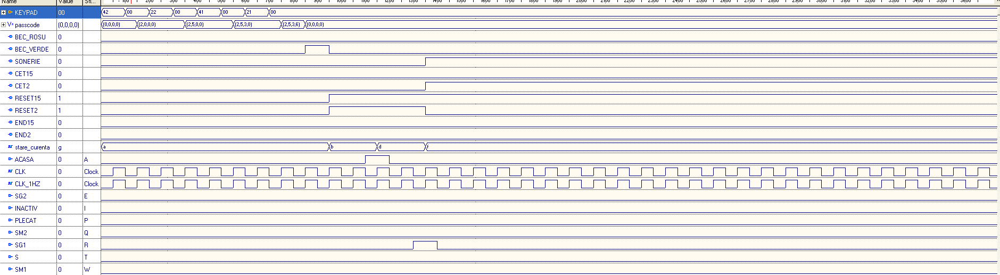 Name Value Sti... 100 200 300 400 500 600 700 800 900 1000 1100 1200 1300 1400 1500 1600 1700 1800 1900 2000 2100 2200 2300 2400 2500 2600 2700 2800 2900 3000 3100 3200 3300 3400 3500 3600
KEYPAD 00 42 00 22 00 41 00 21 00
passcode (0,0,0,0) (0,0,0,0) (2,0,0,0) (2,5,0,0) (2,5,3,0) (2,5,3,6) (0,0,0,0)
BEC_ROSU 0
BEC_VERDE 0
SONERIE 0
CET15 0
CET2 0
RESET15 1
RESET2 1
END15 0
END2 0
stare_curenta g a b d f
ACASA 0 A
CLK 0 Clock
CLK_1HZ 0 Clock
SG2 0 E
INACTIV 0 I
PLECAT 0 P
SM2 0 Q
SG1 0 R
S 0 T
SM1 0 W